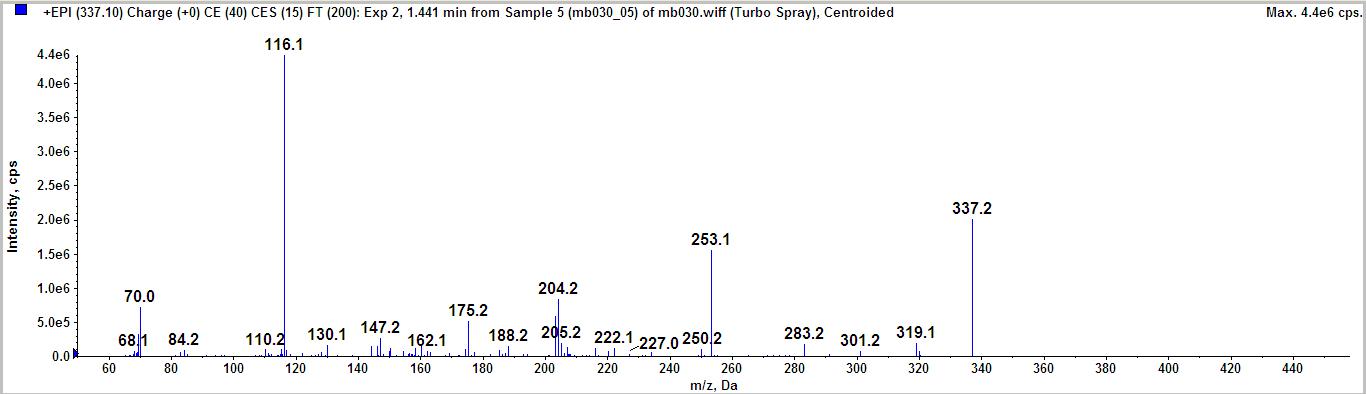 +EPI (337.10) Charge (+0) CE (40) CES (15) FT (200): Exp 2, 1.441 min from Sample 5 (mb030_05) of mb030.wiff (Turbo Spray), Centroided
Max. 4.4e6 cps.
116.1
4.4e6
4.0e6
3.5e6
3.0e6
2.5e6
2.0e6
1.5e6
1.0e6
5.0e5
0.0
Intensity, cps
337.2
253.1
204.2
70.0
175.2
68.1
84.2
110.2
130.1
147.2
162.1
188.2
205.2
222.1
227.0
250.2
283.2
301.2
319.1
60 80 100 120 140 160 180 200 220 240 260 280 300 320 340 360 380 400 420 440
m/z, Da